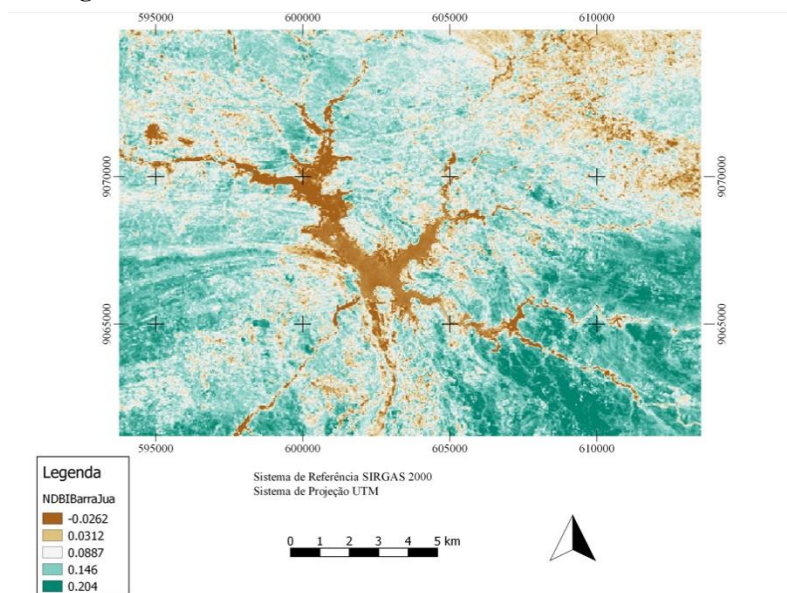 595000 600000 605000 610000
9070000 9070000
9065000 9065000
595000 600000 605000 610000
Legenda
NDBIBarraJua
-0.0262
0.0312
0.0887
0.146
0.204
Sistema de Referência SIRGAS 2000
Sistema de Projeção UTM
0 1 2 3 4 5 km